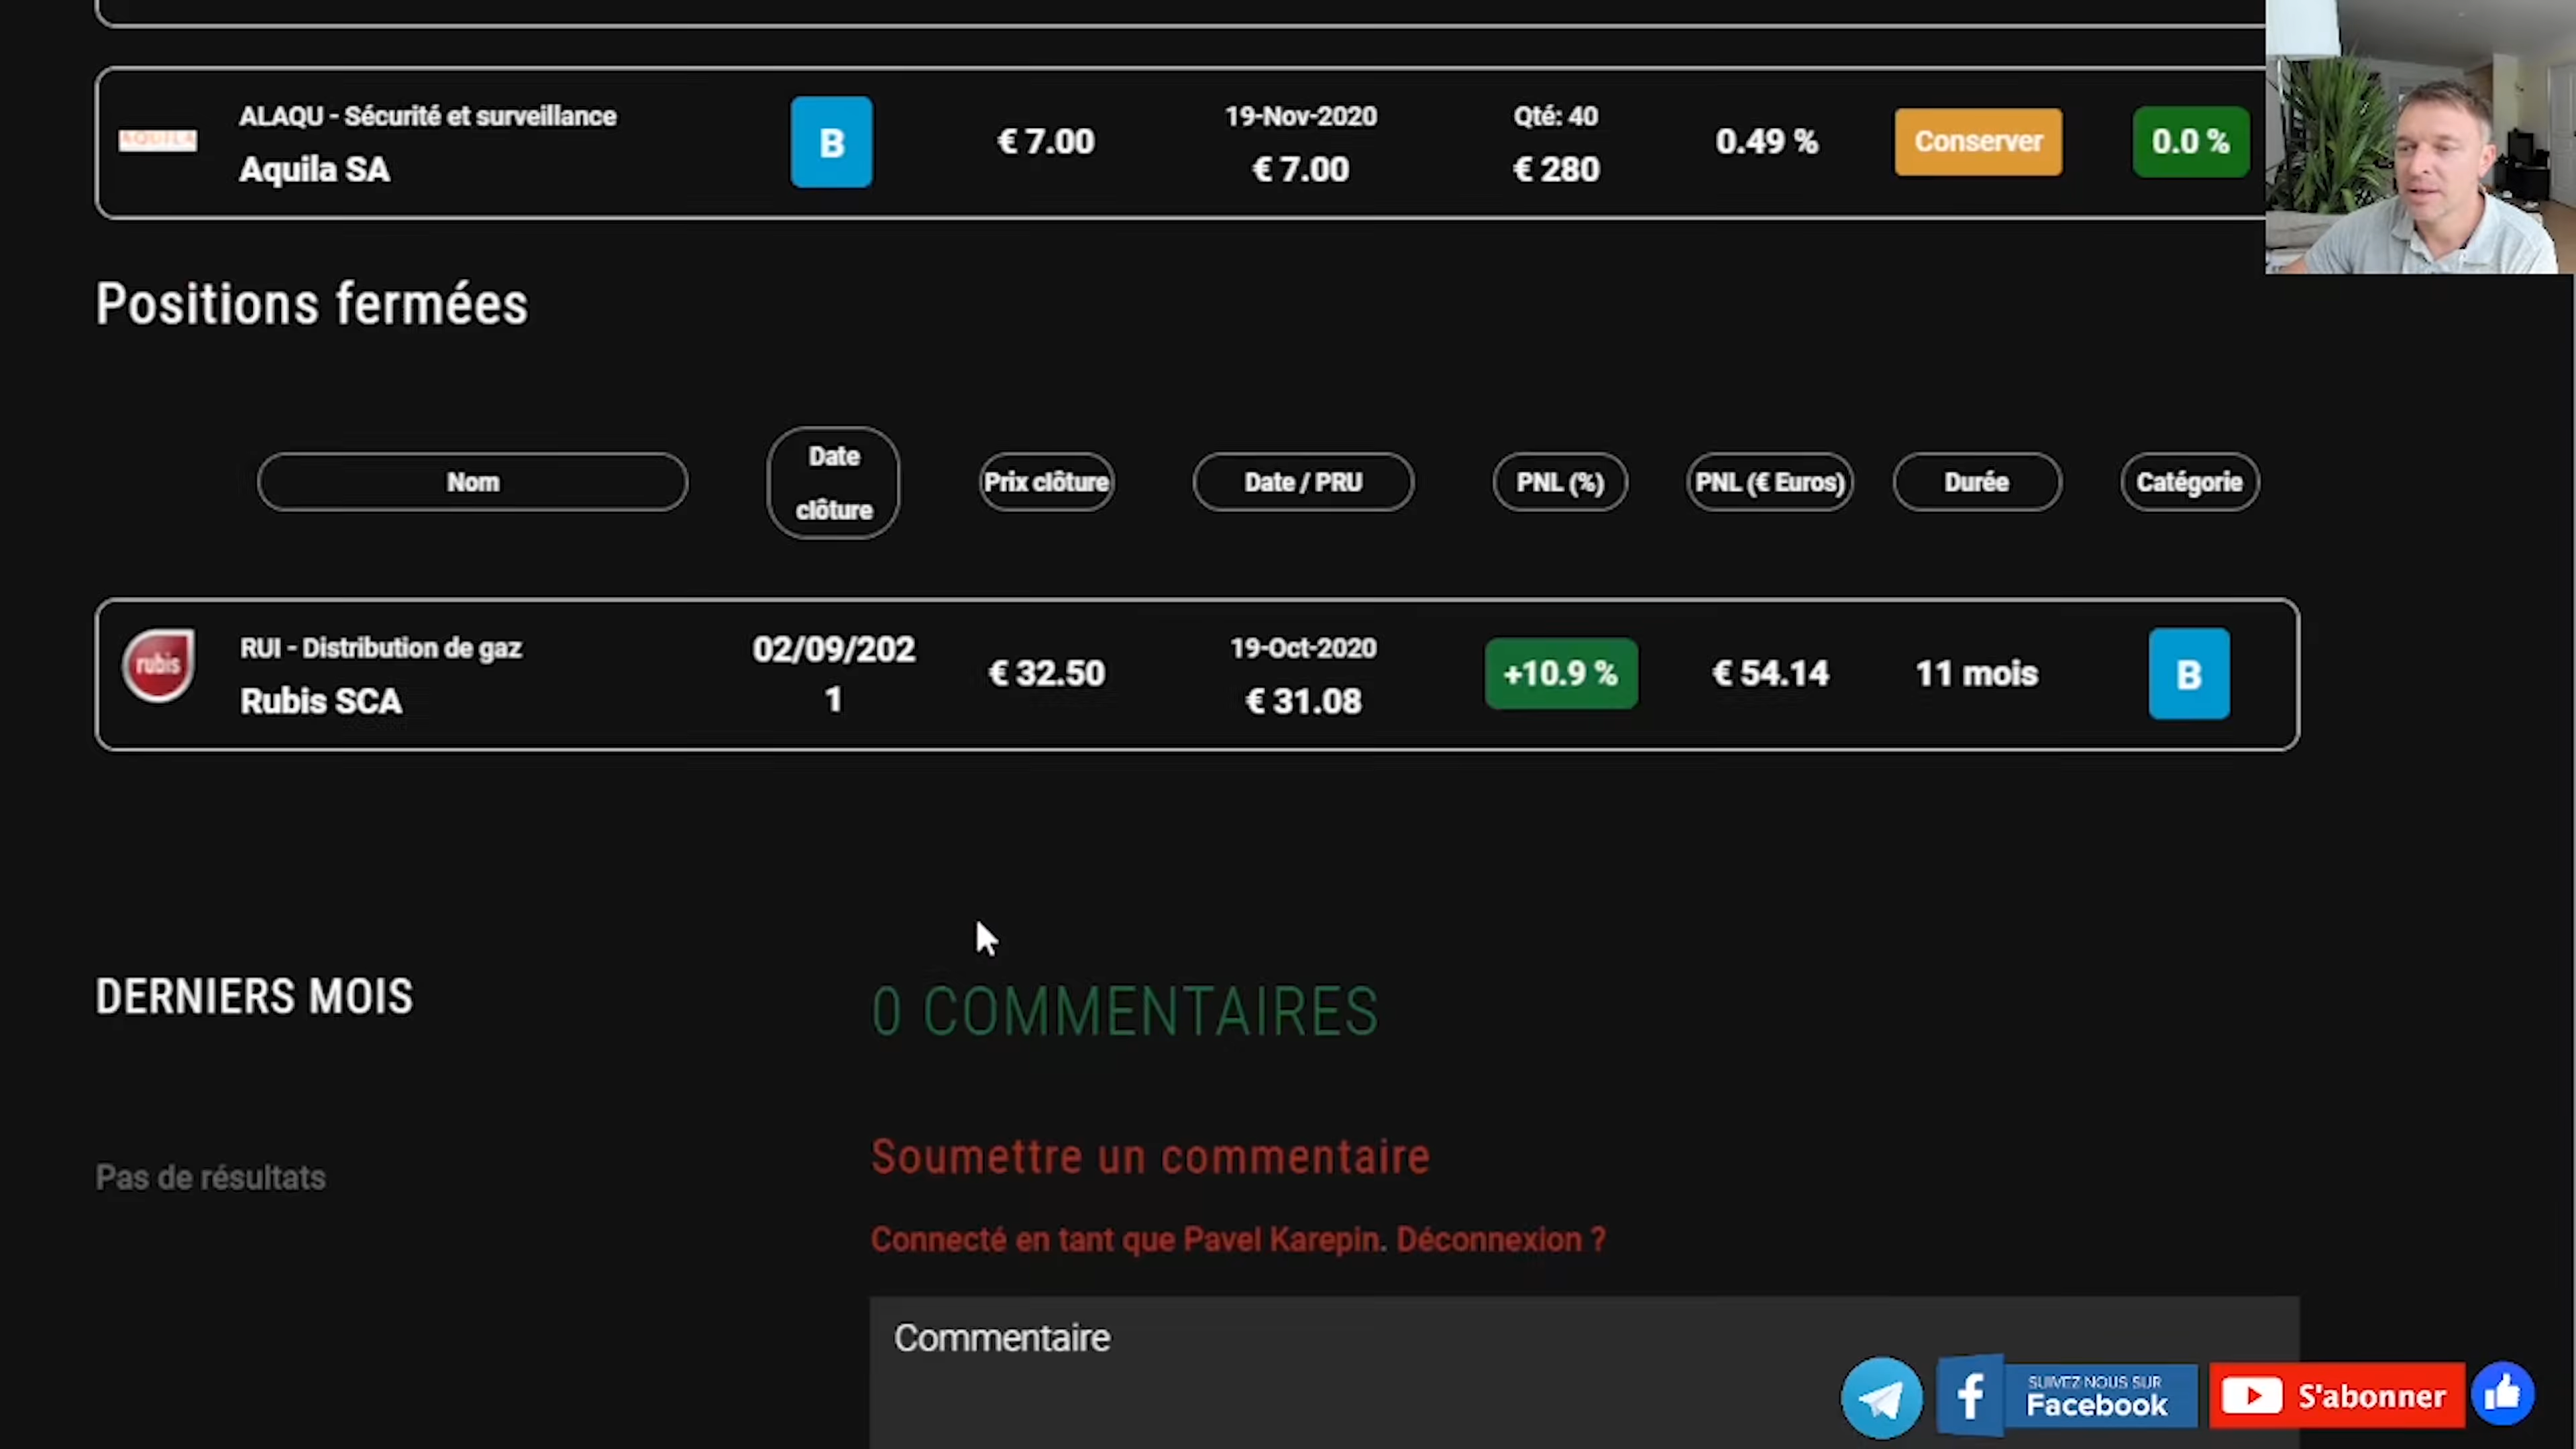 AQUILA
ALAQU - Sécurité et surveillance
Aquila SA
B
€ 7.00
19-Nov-2020
€ 7.00
Qté: 40
€ 280
0.49 %
Conserver
0.0 %
Positions fermées
Nom
Date
clôture
Prix clôture
Date / PRU
PNL (%)
PNL (€ Euros)
Durée
Catégorie
rubis
RUI - Distribution de gaz
Rubis SCA
02/09/202
1
€ 32.50
19-Oct-2020
€ 31.08
+10.9 %
€ 54.14
11 mois
B
DERNIERS MOIS
Pas de résultats
0 COMMENTAIRES
Soumettre un commentaire
Connecté en tant que Pavel Karepin. Déconnexion ?
Commentaire
f
SUIVEZ-NOUS SUR
Facebook
S'abonner